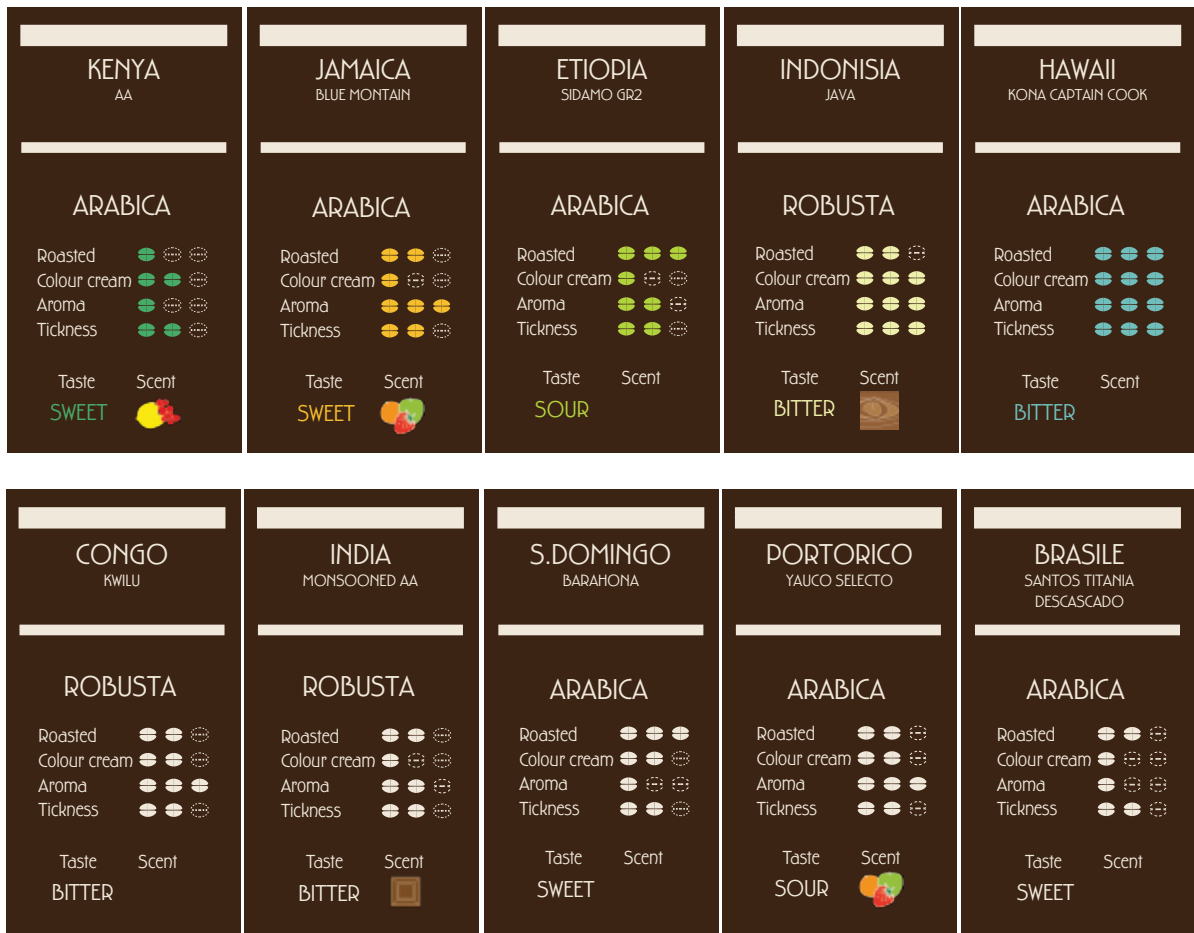 KENYA
AA
ARABICA
Roasted
Colour cream
Aroma
Tickness
Taste Scent
SWEET
JAMAICA
BLUE MONTAIN
ARABICA
Roasted
Colour cream
Aroma
Tickness
Taste Scent
SWEET
ETIOPIA
SIDAMO GR2
ARABICA
Roasted
Colour cream
Aroma
Tickness
Taste Scent
SOUR
INDONISIA
JAVA
ROBUSTA
Roasted
Colour cream
Aroma
Tickness
Taste Scent
BITTER
HAWAII
KONA CAPTAIN COOK
ARABICA
Roasted
Colour cream
Aroma
Tickness
Taste Scent
BITTER
CONGO
KWILU
ROBUSTA
Roasted
Colour cream
Aroma
Tickness
Taste Scent
BITTER
INDIA
MONSOONED AA
ROBUSTA
Roasted
Colour cream
Aroma
Tickness
Taste Scent
BITTER
S.DOMINGO
BARAHONA
ARABICA
Roasted
Colour cream
Aroma
Tickness
Taste Scent
SWEET
PORTORICO
YAUCO SELECTO
ARABICA
Roasted
Colour cream
Aroma
Tickness
Taste Scent
SOUR
BRASILE
SANTOS TITANIA
DESCASCADO
ARABICA
Roasted
Colour cream
Aroma
Tickness
Taste Scent
SWEET